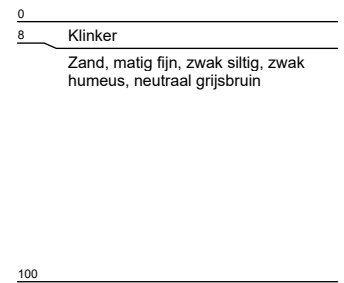 0
8 Klinker
Zand, matig fijn, zwak siltig, zwak
humeus, neutraal grijsbruin
100